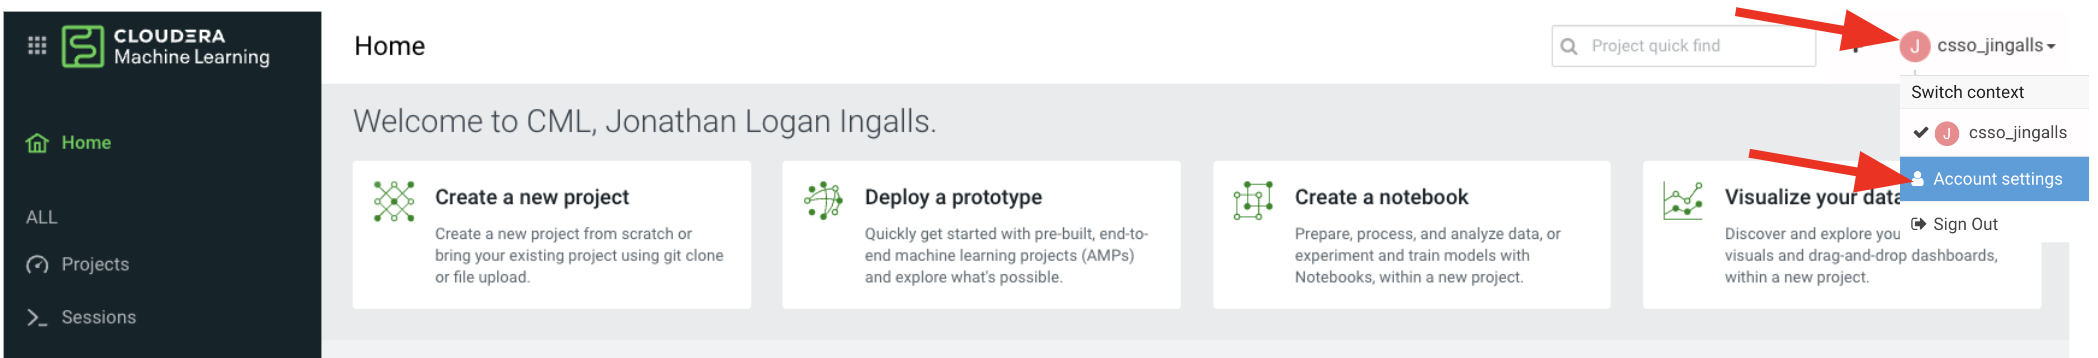 CLOUDERA
Machine Learning
Home
ALL
Projects
Sessions
Home
Project quick find
J csso_jingalls
Switch context
J csso_jingalls
Account settings
Sign Out
Welcome to CML, Jonathan Logan Ingalls.
Create a new project
Create a new project from scratch or
bring your existing project using git clone
or file upload.
Deploy a prototype
Quickly get started with pre-built, end-to-
end machine learning projects (AMPs)
and explore what's possible.
Create a notebook
Prepare, process, and analyze data, or
experiment and train models with
Notebooks, within a new project.
Visualize your data
Discover and explore you
visuals and drag-and-drop dashboards,
within a new project.